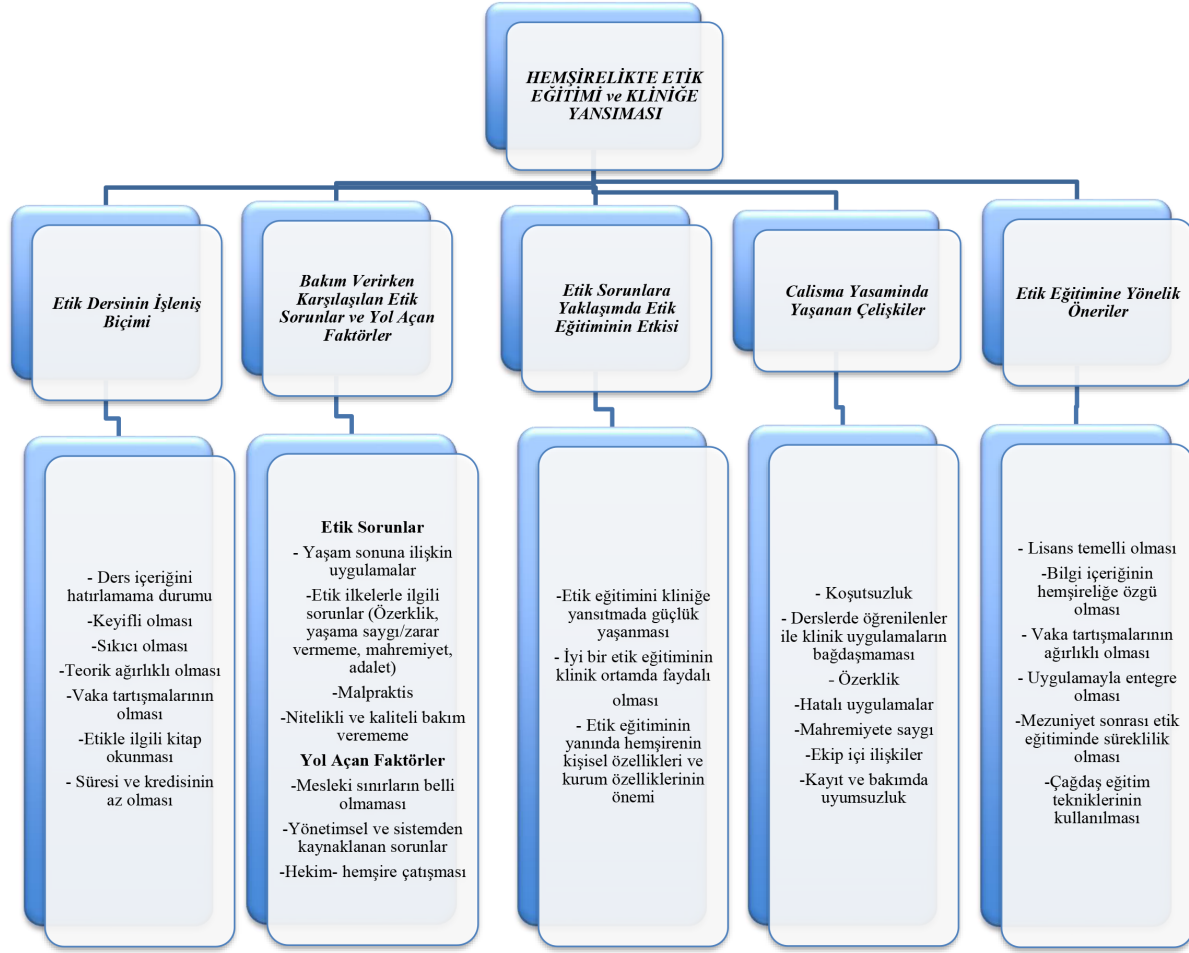 HEMŞİRELİKTE ETİK
EĞİTİMİ ve KLİNİĞE
YANSIMASI
Etik Dersinin İşleniş
Biçimi
Bakım Verirken
Karşılaşılan Etik
Sorunlar ve Yol Açan
Faktörler
Etik Sorunlara
Yaklaşımda Etik
Eğitiminin Etkisi
Calisma Yasaminda
Yaşanan Çelişkiler
Etik Eğitimine Yönelik
Öneriler
- Ders içeriğini
hatırlamama durumu
- Keyifli olması
- Sıkıcı olması
-Teorik ağırlıklı olması
-Vaka tartışmalarının
olması
-Etikle ilgili kitap
okunması
- Süresi ve kredisinin
az olması
Etik Sorunlar
- Yaşam sonuna ilişkin
uygulamalar
-Etik ilkelerle ilgili
sorunlar (Özerklik,
yaşama saygı/zarar
vermeme, mahremiyet,
adalet)
-Malpraktis
-Nitelikli ve kaliteli bakım
verememe
Yol Açan Faktörler
-Mesleki sınırların belli
olmaması
-Yönetimsel ve sistemden
kaynaklanan sorunlar
-Hekim- hemşire çatışması
-Etik eğitimini kliniğe
yansıtmada güçlük
yaşanması
- İyi bir etik eğitiminin
klinik ortamda faydalı
olması
- Etik eğitiminin
yanında hemşirenin
kişisel özellikleri ve
kurum özelliklerinin
önemi
- Koşutsuzluk
- Derslerde öğrenilenler
ile klinik uygulamaların
bağdaşmaması
- Özerklik
-Hatalı uygulamalar
-Mahremiyete saygı
-Ekip içi ilişkiler
-Kayıt ve bakımda
uyumsuzluk
- Lisans temelli olması
-Bilgi içeriğinin
hemşireliğe özgü
olması
- Vaka tartışmalarının
ağırlıklı olması
-Uygulamayla entegre
olması
-Mezuniyet sonrası etik
eğitiminde süreklilik
olması
-Çağdaş eğitim
tekniklerinin
kullanılması